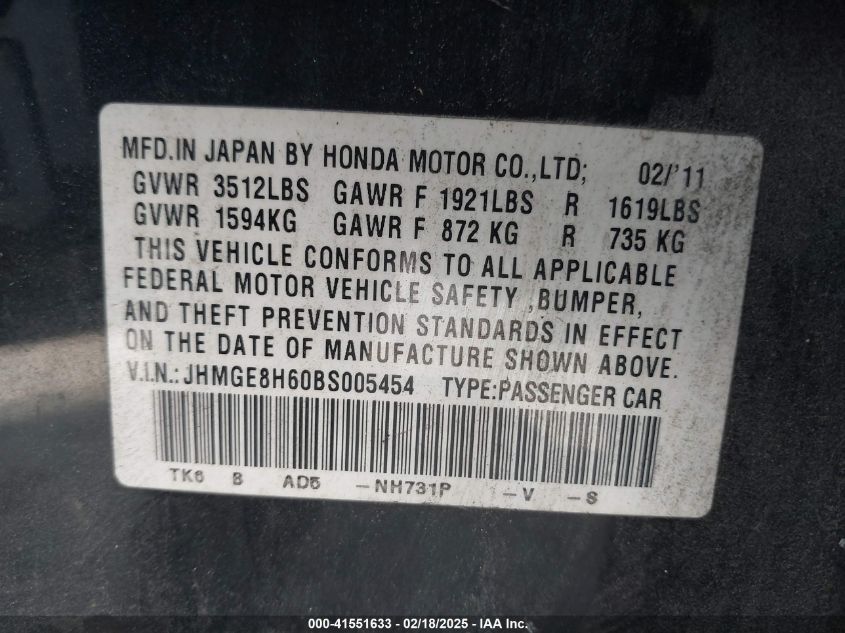 MFD.IN JAPAN BY HONDA MOTOR CO.,LTD; 02/'11
GVWR 3512LBS GAWR F 1921LBS R 1619LBS
GVWR 1594KG GAWR F 872 KG R 735 KG
THIS VEHICLE CONFORMS TO ALL APPLICABLE
FEDERAL MOTOR VEHICLE SAFETY ,BUMPER,
AND THEFT PREVENTION STANDARDS IN EFFECT
ON THE DATE OF MANUFACTURE SHOWN ABOVE.
V.I.N.: JHMGE8H60BS005454 TYPE:PASSENGER CAR
TK6 B AD5 -NH731P -V -S
000-41551633 - 02/18/2025 - IAA Inc.